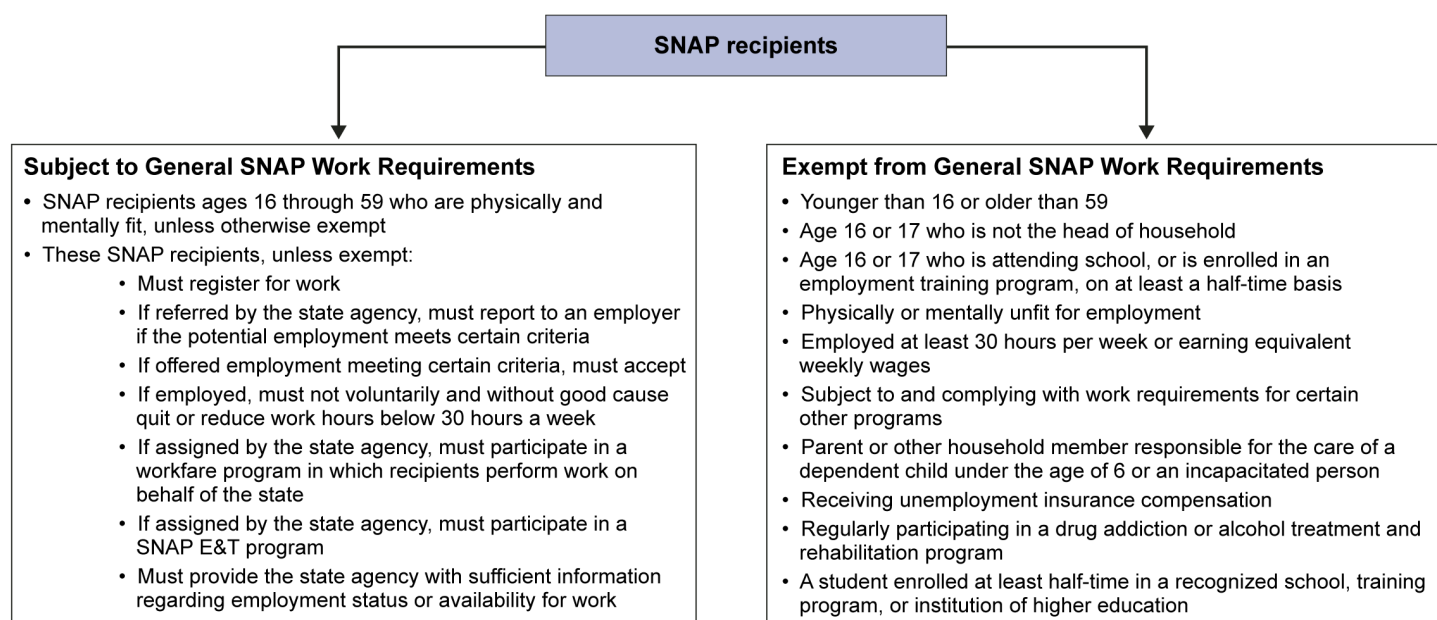 SNAP recipients
Subject to General SNAP Work Requirements
• SNAP recipients ages 16 through 59 who are physically and
mentally fit, unless otherwise exempt
• These SNAP recipients, unless exempt:
• Must register for work
• If referred by the state agency, must report to an employer
if the potential employment meets certain criteria
• If offered employment meeting certain criteria, must accept
• If employed, must not voluntarily and without good cause
quit or reduce work hours below 30 hours a week
• If assigned by the state agency, must participate in a
workfare program in which recipients perform work on
behalf of the state
• If assigned by the state agency, must participate in a
SNAP E&T program
• Must provide the state agency with sufficient information
regarding employment status or availability for work
Exempt from General SNAP Work Requirements
• Younger than 16 or older than 59
• Age 16 or 17 who is not the head of household
• Age 16 or 17 who is attending school, or is enrolled in an
employment training program, on at least a half-time basis
• Physically or mentally unfit for employment
• Employed at least 30 hours per week or earning equivalent
weekly wages
• Subject to and complying with work requirements for certain
other programs
• Parent or other household member responsible for the care of a
dependent child under the age of 6 or an incapacitated person
• Receiving unemployment insurance compensation
• Regularly participating in a drug addiction or alcohol treatment and
rehabilitation program
• A student enrolled at least half-time in a recognized school, training
program, or institution of higher education